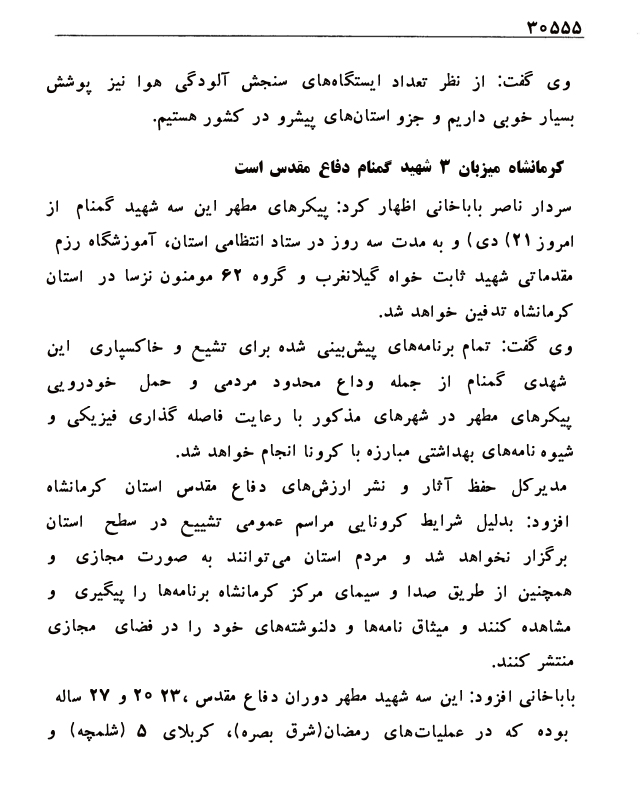 ۳۰۵۵۵
وی گفت: از نظر تعداد ایستگاه‌های سنجش آلودگی هوا نیز پوشش
بسیار خوبی داریم و جزو استان‌های پیشرو در کشور هستیم.
کرمانشاه میزبان ۳ شهید گمنام دفاع مقدس است
سردار ناصر باباخانی اظهار کرد: پیکرهای مطهر این سه شهید گمنام از
امروز ۲۱) دی) و به مدت سه روز در ستاد انتظامی استان، آموزشگاه رزم
مقدماتی شهید ثابت خواه گیلانغرب و گروه ۶۲ مومنون نزسا در استان
کرمانشاه تدفین خواهد شد.
وی گفت: تمام برنامه‌های پیش‌بینی شده برای تشیع و خاکسپاری این
شهدی گمنام از جمله وداع محدود مردمی و حمل خودرویی
پیکرهای مطهر در شهرهای مذکور با رعایت فاصله گذاری فیزیکی و
شیوه نامه‌های بهداشتی مبارزه با کرونا انجام خواهد شد.
مدیرکل حفظ آثار و نشر ارزش‌های دفاع مقدس استان کرمانشاه
افزود: بدلیل شرایط کرونایی مراسم عمومی تشییع در سطح استان
برگزار نخواهد شد و مردم استان می‌توانند به صورت مجازی و
همچنین از طریق صدا و سیمای مرکز کرمانشاه برنامه‌ها را پیگیری و
مشاهده کنند و میثاق نامه‌ها و دلنوشته‌های خود را در فضای مجازی
منتشر کنند.
باباخانی افزود: این سه شهید مطهر دوران دفاع مقدس ،۲۳ ۲۵ و ۲۷ ساله
بوده که در عملیات‌های رمضان(شرق بصره)، کربلای ۵ (شلمچه) و